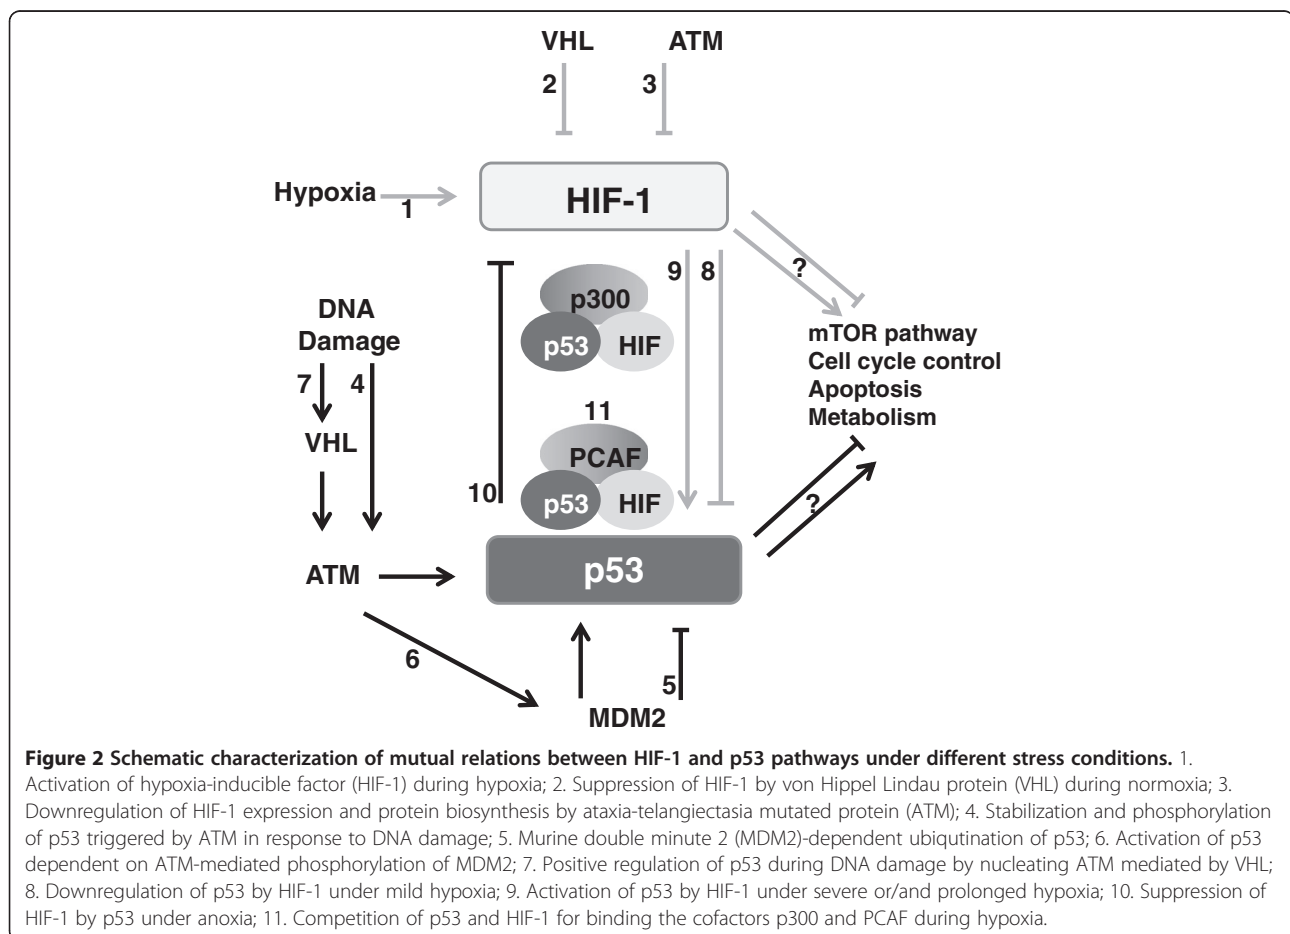 VHL
ATM
2
3
Hypoxia
1
HIF-1
9
8
?
p300
p53
HIF
DNA
Damage
mTOR pathway
Cell cycle control
Apoptosis
Metabolism
7
4
11
VHL
PCAF
10
p53
HIF
?
ATM
p53
6
5
MDM2
Figure 2 Schematic characterization of mutual relations between HIF-1 and p53 pathways under different stress conditions. 1.
Activation of hypoxia-inducible factor (HIF-1) during hypoxia; 2. Suppression of HIF-1 by von Hippel Lindau protein (VHL) during normoxia; 3.
Downregulation of HIF-1 expression and protein biosynthesis by ataxia-telangiectasia mutated protein (ATM); 4. Stabilization and phosphorylation
of p53 triggered by ATM in response to DNA damage; 5. Murine double minute 2 (MDM2)-dependent ubiqutination of p53; 6. Activation of p53
dependent on ATM-mediated phosphorylation of MDM2; 7. Positive regulation of p53 during DNA damage by nucleating ATM mediated by VHL;
8. Downregulation of p53 by HIF-1 under mild hypoxia; 9. Activation of p53 by HIF-1 under severe or/and prolonged hypoxia; 10. Suppression of
HIF-1 by p53 under anoxia; 11. Competition of p53 and HIF-1 for binding the cofactors p300 and PCAF during hypoxia.